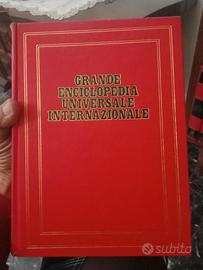 GRANDE
ENCICLOPEDIA
UNIVERSALE
INTERNAZIONALE
subito